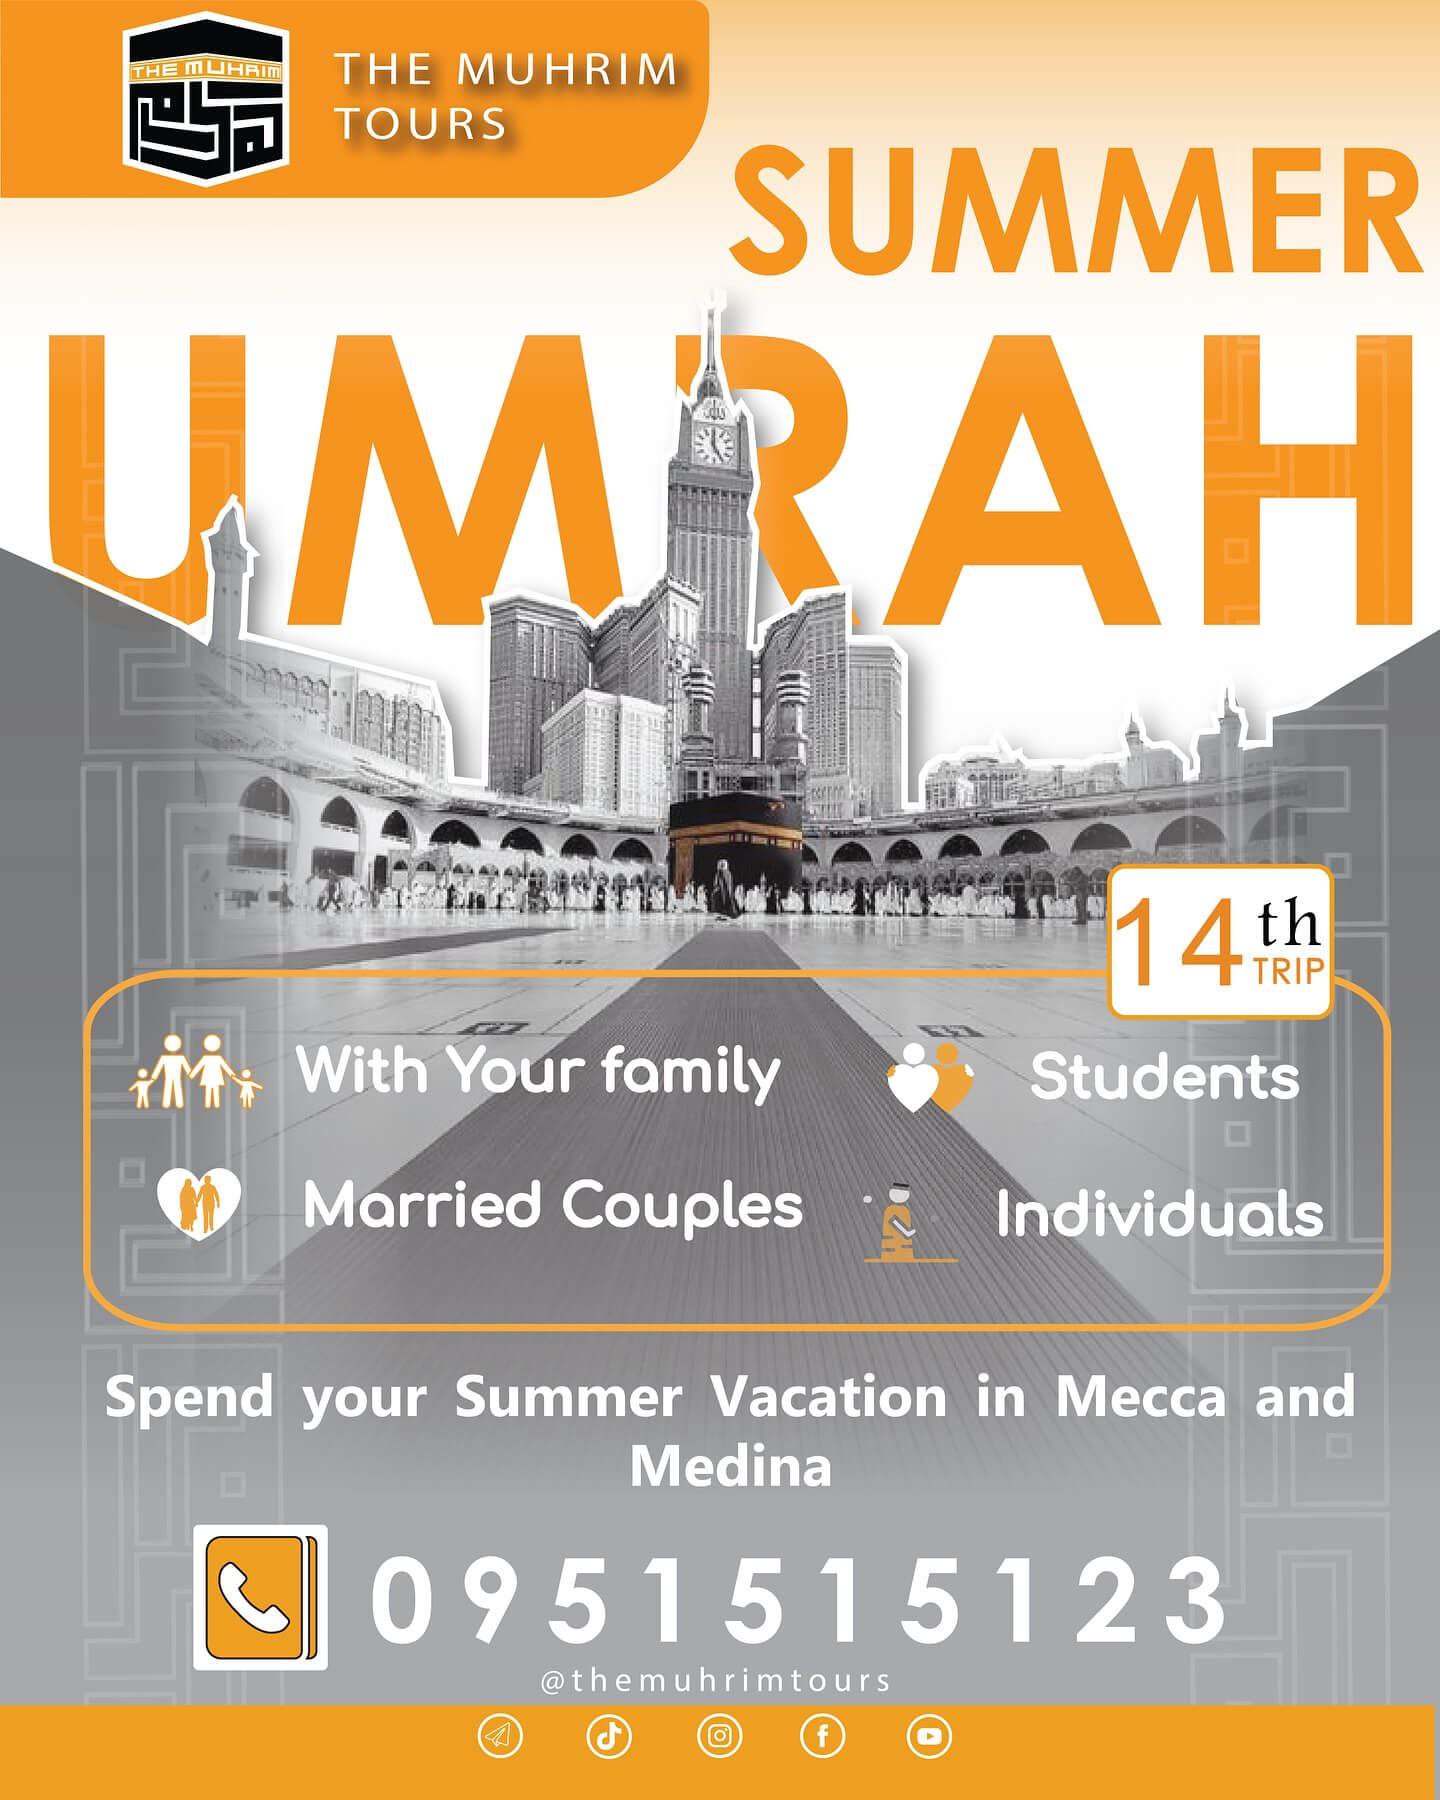 THE MUHRIM
THE MUHRIM
TOURS
SUMMER
UMRAH
14th
TRIP
With Your family
Students
Married Couples
Individuals
Spend your Summer Vacation in Mecca and
Medina
0951515123
@themuhrimtours